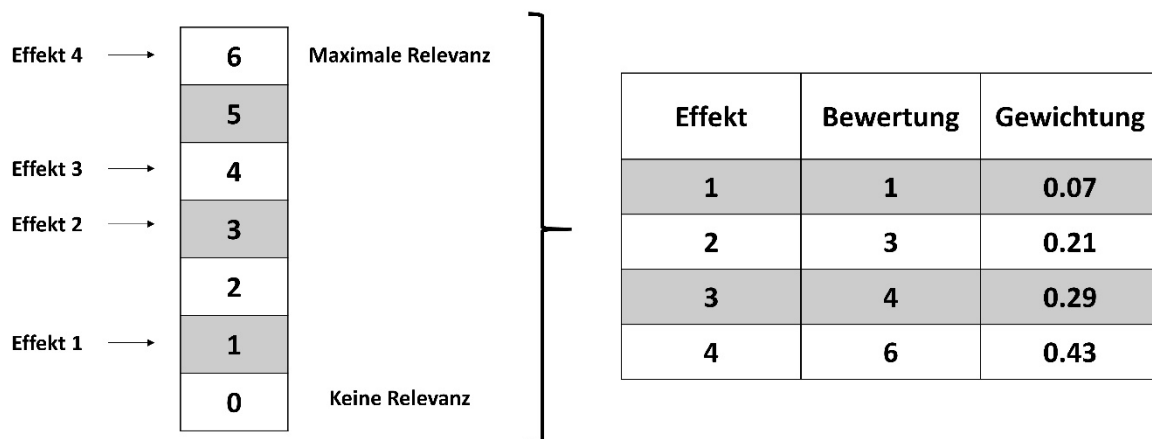 Effekt 4 6 Maximale Relevanz
5
Effekt 3 4
Effekt 2 3
2
Effekt 1 1
0 Keine Relevanz
Effekt Bewertung Gewichtung
1 1 0.07
2 3 0.21
3 4 0.29
4 6 0.43